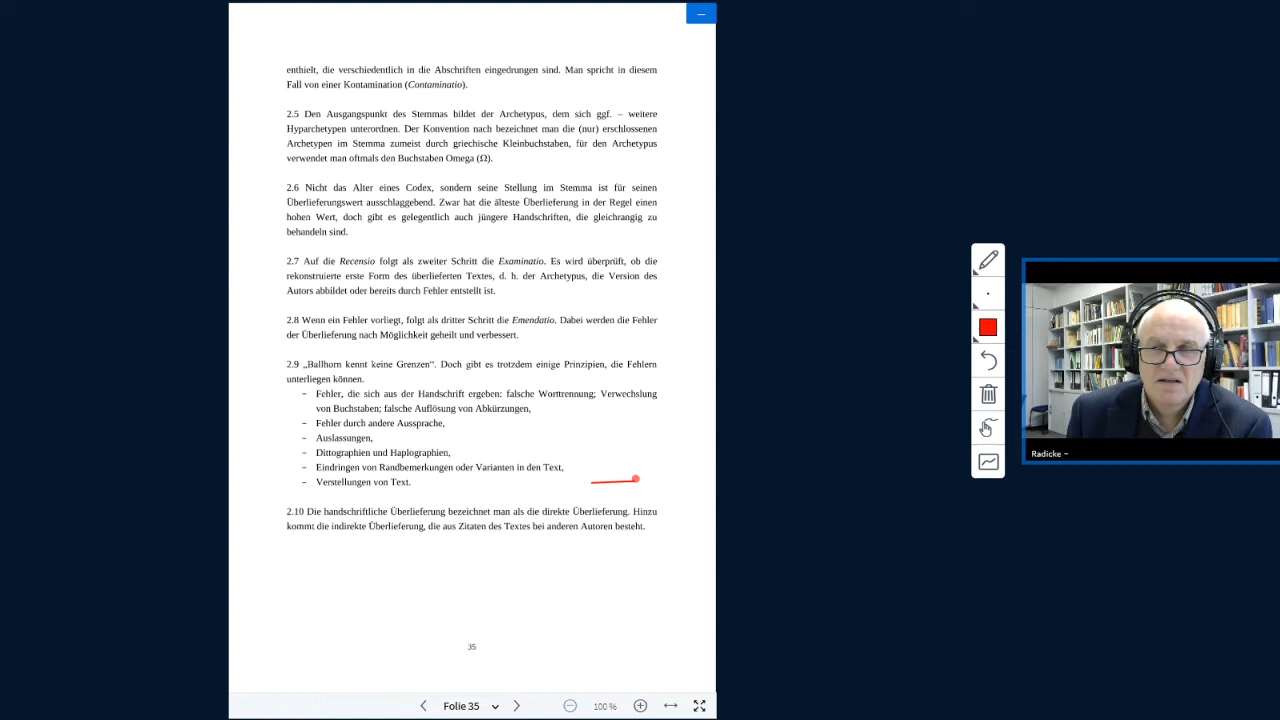 enthielt, die verschiedentlich in die Abschriften eingedrungen sind. Man spricht in diesem
Fall von einer Kontamination (Contaminatio).
2.5 Den Ausgangspunkt des Stemmas bildet der Archetypus, dem sich ggf. – weitere
Hyparchetypen unterordnen. Der Konvention nach bezeichnet man die (nur) erschlossenen
Archetypen im Stemma zumeist durch griechische Kleinbuchstaben, für den Archetypus
verwendet man oftmals den Buchstaben Omega (Ω).
2.6 Nicht das Alter eines Codex, sondern seine Stellung im Stemma ist für seinen
Überlieferungswert ausschlaggebend. Zwar hat die älteste Überlieferung in der Regel einen
hohen Wert, doch gibt es gelegentlich auch jüngere Handschriften, die gleichrangig zu
behandeln sind.
2.7 Auf die Recensio folgt als zweiter Schritt die Examinatio. Es wird überprüft, ob die
rekonstruierte erste Form des überlieferten Textes, d. h. der Archetypus, die Version des
Autors abbildet oder bereits durch Fehler entstellt ist.
2.8 Wenn ein Fehler vorliegt, folgt als dritter Schritt die Emendatio. Dabei werden die Fehler
der Überlieferung nach Möglichkeit geheilt und verbessert.
2.9 „Ballhorn kennt keine Grenzen“. Doch gibt es trotzdem einige Prinzipien, die Fehlern
unterliegen können.
− Fehler, die sich aus der Handschrift ergeben: falsche Worttrennung; Verwechslung
von Buchstaben; falsche Auflösung von Abkürzungen,
− Fehler durch andere Aussprache,
− Auslassungen,
− Dittographien und Haplographien,
− Eindringen von Randbemerkungen oder Varianten in den Text,
− Verstellungen von Text.
2.10 Die handschriftliche Überlieferung bezeichnet man als die direkte Überlieferung. Hinzu
kommt die indirekte Überlieferung, die aus Zitaten des Textes bei anderen Autoren besteht.
35
Folie 35
100 %
Radicke –